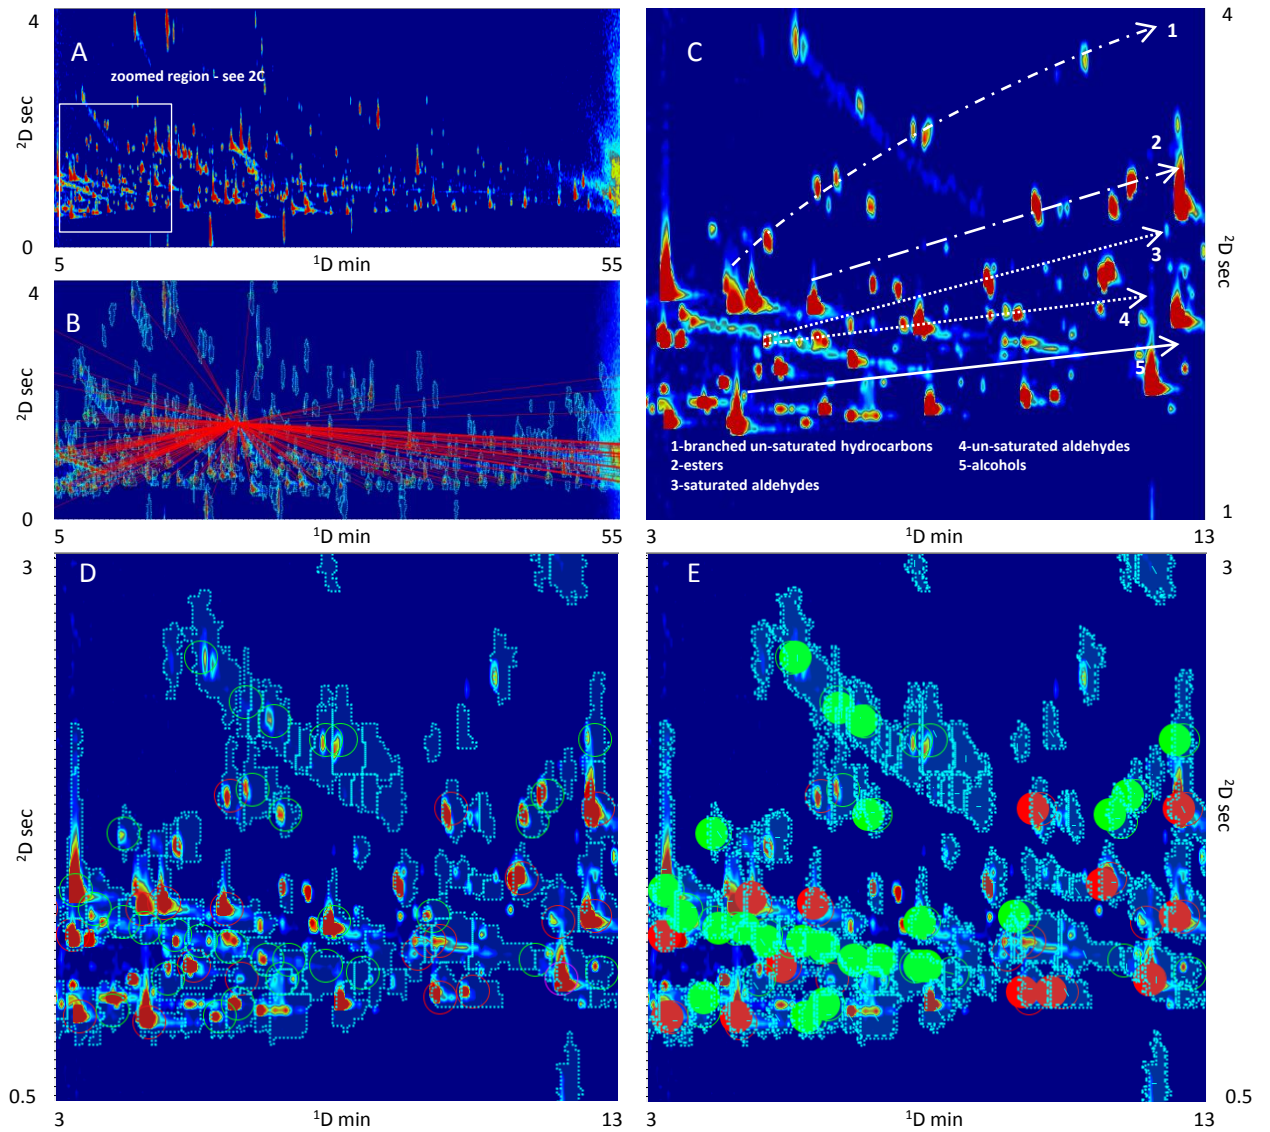 4
A
zoomed region - see 2C
²D sec
0
5
¹D min
55
4
B
²D sec
0
5
¹D min
55
C
4
1
2
3
4
5
²D sec
1-branched un-saturated hydrocarbons
2-esters
3-saturated aldehydes
4-un-saturated aldehydes
5-alcohols
1
3
¹D min
13
D
3
²D sec
0.5
3
¹D min
13
E
3
²D sec
0.5
3
¹D min
13